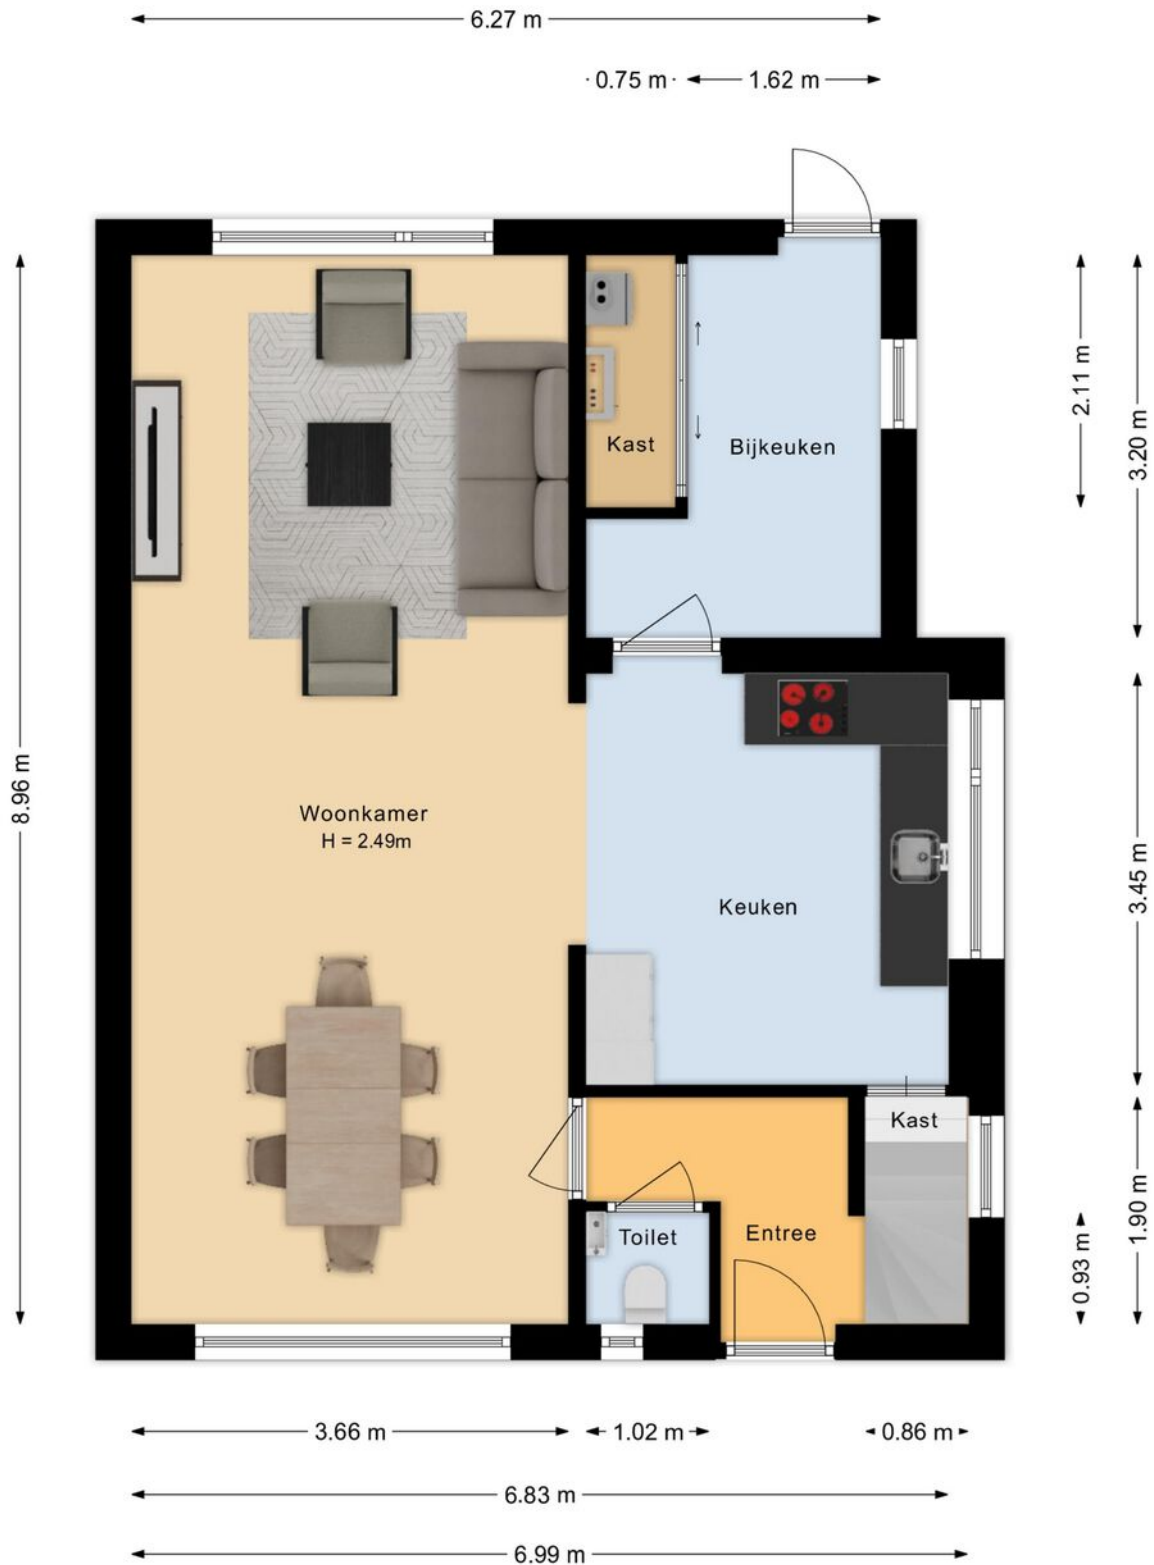 6.27 m
0.75 m
1.62 m
2.11 m
3.20 m
Kast
Bijkeuken
8.96 m
Woonkamer
H = 2.49m
3.45 m
Keuken
Kast
1.90 m
Toilet
Entree
0.93 m
3.66 m
1.02 m
0.86 m
6.83 m
6.99 m